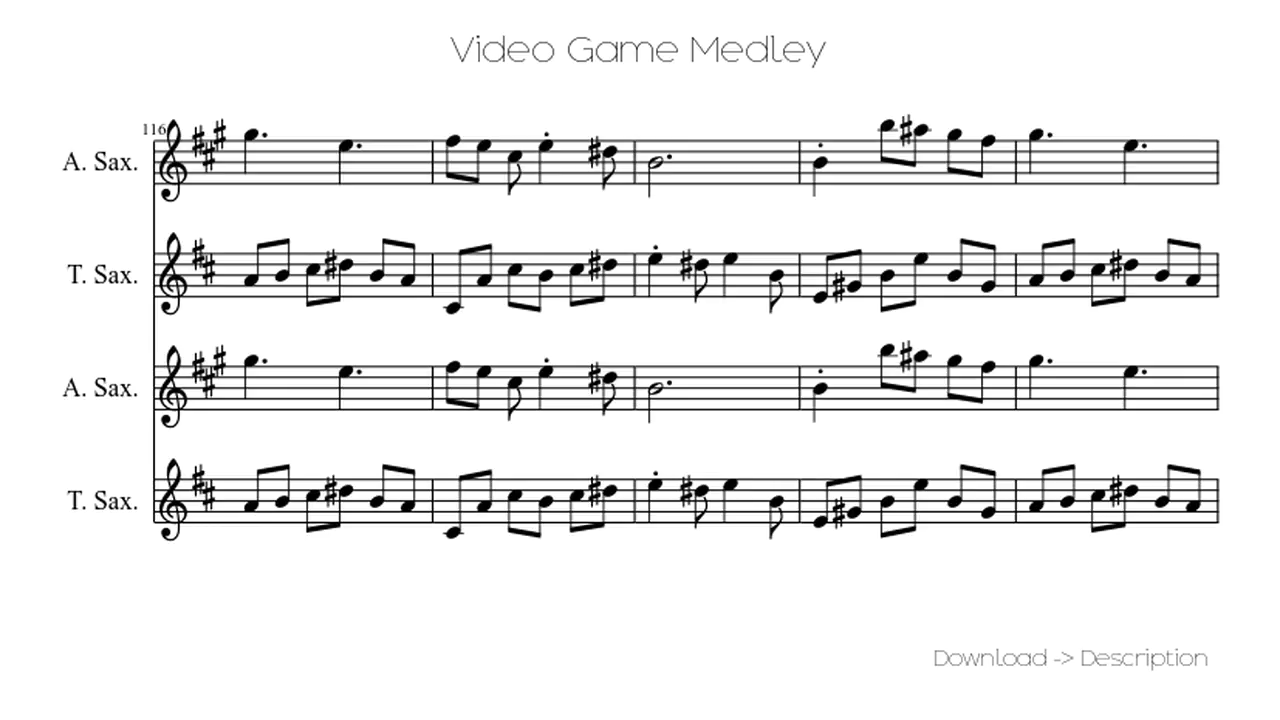 Video Game Medley
116
A. Sax.
T. Sax.
A. Sax.
T. Sax.
Download -> Description